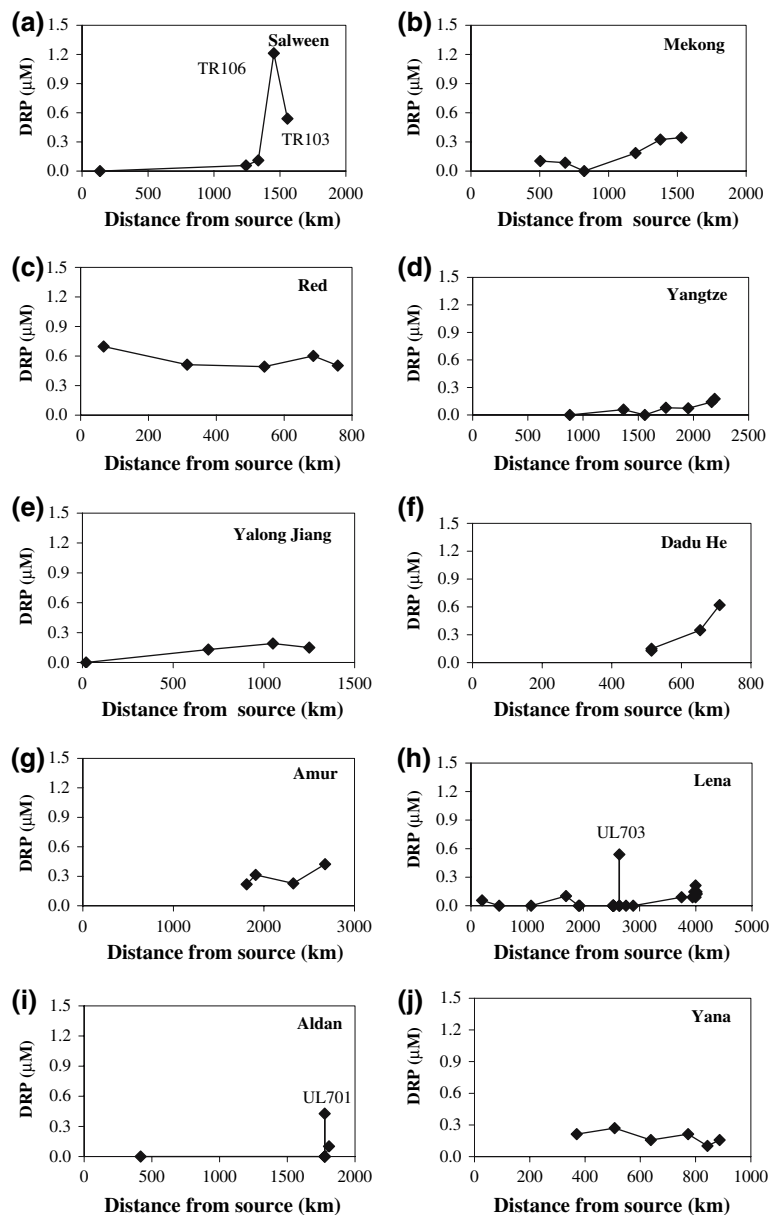 (a)
Salween
TR106
TR103
DRP (μM)
1.5
1.2
0.9
0.6
0.3
0.0
0 500 1000 1500 2000
Distance from source (km)
(b)
Mekong
DRP (μM)
1.5
1.2
0.9
0.6
0.3
0.0
0 500 1000 1500 2000
Distance from source (km)
(c)
Red
DRP (μM)
1.5
1.2
0.9
0.6
0.3
0.0
0 200 400 600 800
Distance from source (km)
(d)
Yangtze
DRP (μM)
1.5
1.2
0.9
0.6
0.3
0.0
0 500 1000 1500 2000 2500
Distance from source (km)
(e)
Yalong Jiang
DRP (μM)
1.5
1.2
0.9
0.6
0.3
0.0
0 500 1000 1500
Distance from source (km)
(f)
Dadu He
DRP (μM)
1.5
1.2
0.9
0.6
0.3
0.0
0 200 400 600 800
Distance from source (km)
(g)
Amur
DRP (μM)
1.5
1.2
0.9
0.6
0.3
0.0
0 1000 2000 3000
Distance from source (km)
(h)
Lena
UL703
DRP (μM)
1.5
1.2
0.9
0.6
0.3
0.0
0 1000 2000 3000 4000 5000
Distance from source (km)
(i)
Aldan
UL701
DRP (μM)
1.5
1.2
0.9
0.6
0.3
0.0
0 500 1000 1500 2000
Distance from source (km)
(j)
Yana
DRP (μM)
1.5
1.2
0.9
0.6
0.3
0.0
0 200 400 600 800 1000
Distance from source (km)